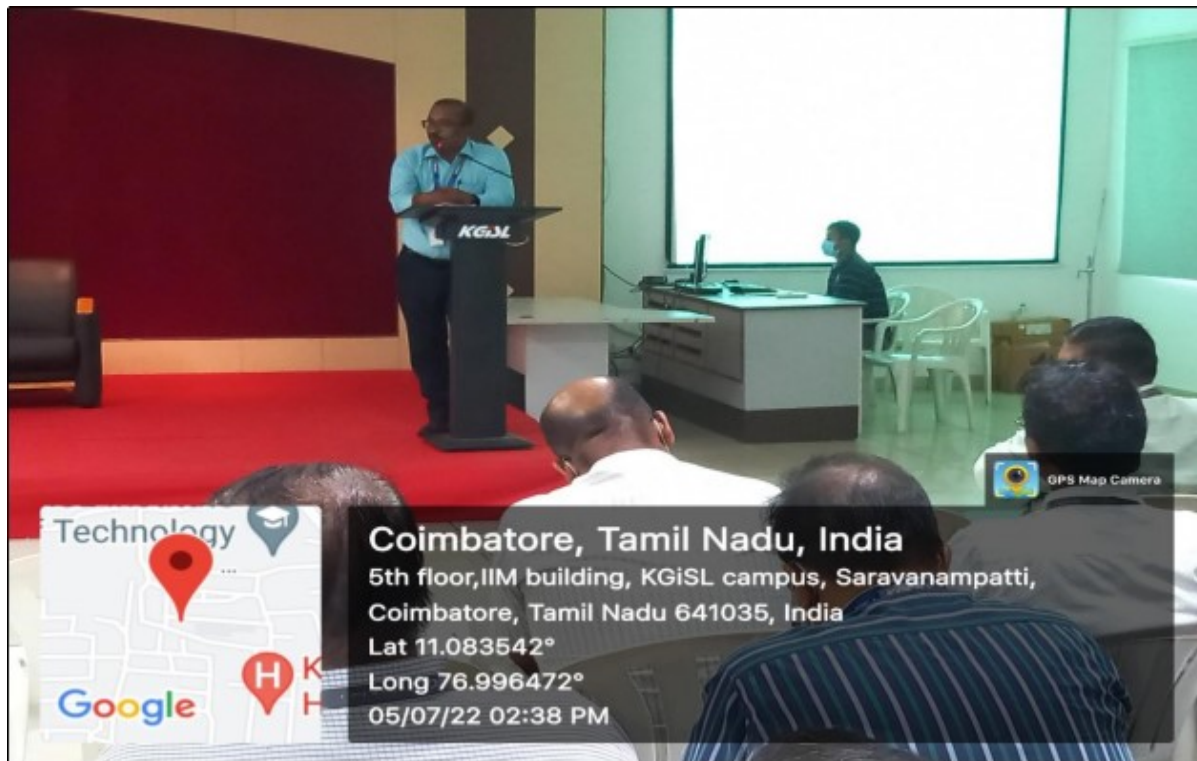 KGiSL
GPS Map Camera
Technology
...
Google
H
K
H
Coimbatore, Tamil Nadu, India
5th floor,IIM building, KGiSL campus, Saravanampatti,
Coimbatore, Tamil Nadu 641035, India
Lat 11.083542°
Long 76.996472°
05/07/22 02:38 PM